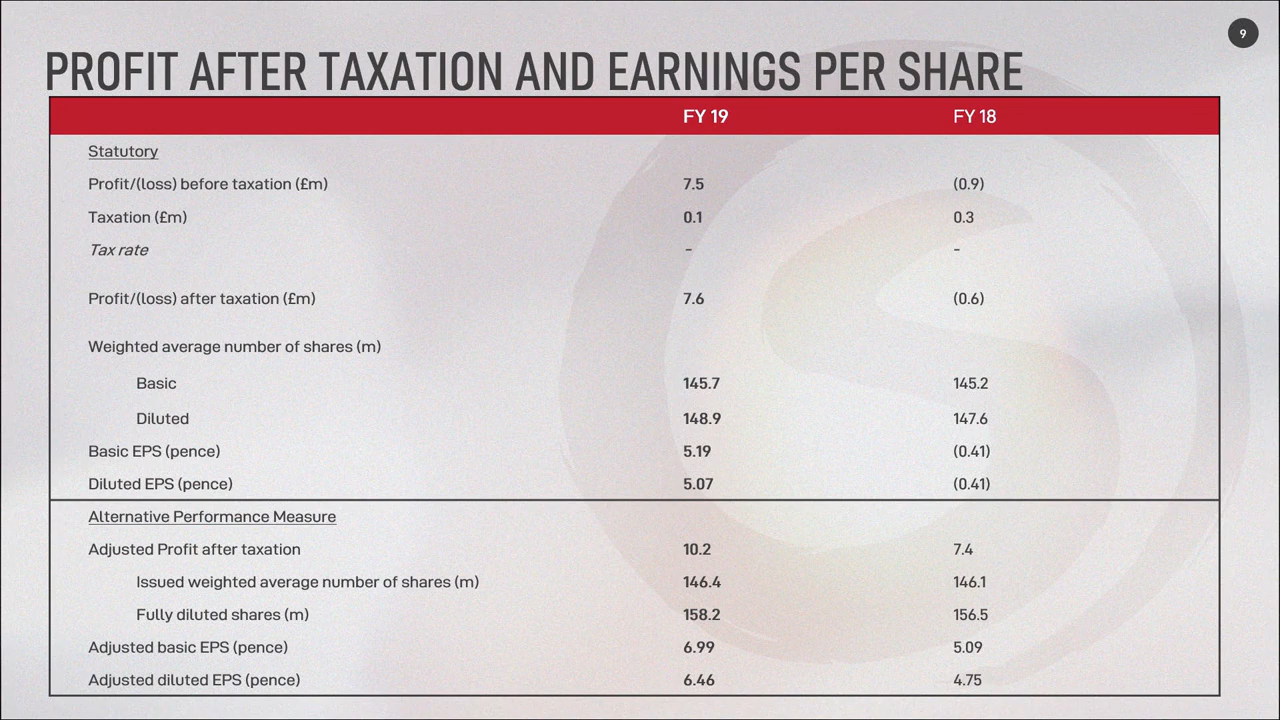 9
PROFIT AFTER TAXATION AND EARNINGS PER SHARE
FY 19 FY 18
Statutory
Profit/(loss) before taxation (£m) 7.5 (0.9)
Taxation (£m) 0.1 0.3
Tax rate - -
Profit/(loss) after taxation (£m) 7.6 (0.6)
Weighted average number of shares (m)
Basic 145.7 145.2
Diluted 148.9 147.6
Basic EPS (pence) 5.19 (0.41)
Diluted EPS (pence) 5.07 (0.41)
Alternative Performance Measure
Adjusted Profit after taxation 10.2 7.4
Issued weighted average number of shares (m) 146.4 146.1
Fully diluted shares (m) 158.2 156.5
Adjusted basic EPS (pence) 6.99 5.09
Adjusted diluted EPS (pence) 6.46 4.75